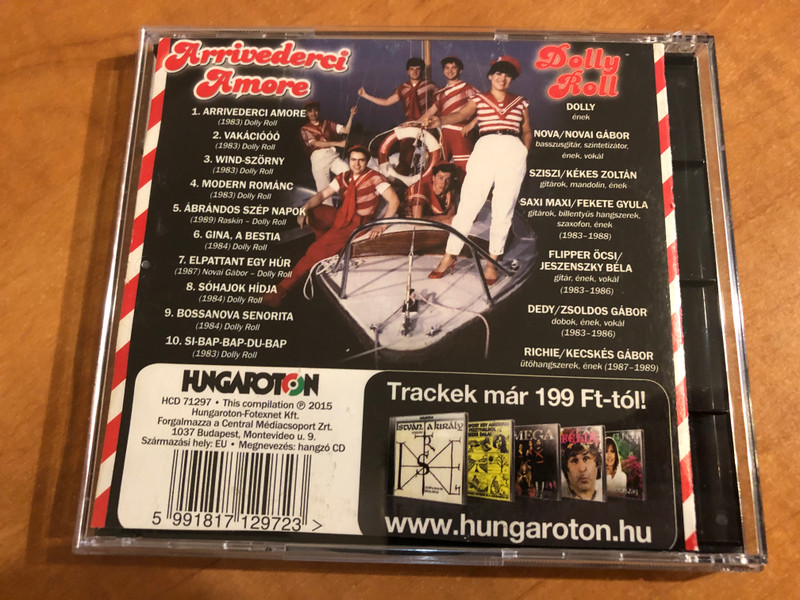 Arrivederci
Amore
1. ARRIVEDERCI AMORE
(1983) Dolly Roll
2. VAKÁCIÓÓÓ
(1983) Dolly Roll
3. WIND-SZÖRNY
(1983) Dolly Roll
4. MODERN ROMÁNC
(1983) Dolly Roll
5. ÁBRÁNDOS SZÉP NAPOK
(1989) Raskin – Dolly Roll
6. GINA, A BESTIA
(1984) Dolly Roll
7. ELPATTANT EGY HÚR
(1987) Novai Gábor – Dolly Roll
8. SÓHAJOK HÍDJA
(1984) Dolly Roll
9. BOSSANOVA SENORITA
(1984) Dolly Roll
10. SI-BAP-BAP-DU-BAP
(1983) Dolly Roll
Dolly
Roll
DOLLY
ének
NOVA/NOVAI GÁBOR
basszusgitár, szintetizátor,
ének, vokál
SZISZI/KÉKES ZOLTÁN
gitárok, mandolin, ének
SAXI MAXI/FEKETE GYULA
gitárok, billentyűs hangszerek,
szaxofon, ének
(1983–1988)
FLIPPER ÖCSI/
JESZENSZKY BÉLA
gitár, ének, vokál
(1983–1986)
DEDY/ZSOLDOS GÁBOR
dobok, ének, vokál
(1983–1986)
RICHIE/KECSKÉS GÁBOR
ütőhangszerek, ének (1987–1989)
HUNGAROTON
HCD 71297 • This compilation ℗ 2015
Hungaroton-Fotexnet Kft.
Forgalmazza a Central Médiacsoport Zrt.
1037 Budapest, Montevideo u. 9.
Származási hely: EU • Megnevezés: hangzó CD
5 991817 129723 >
Trackek már 199 Ft-tól!
ISTVÁN A KIRÁLY
www.hungaroton.hu